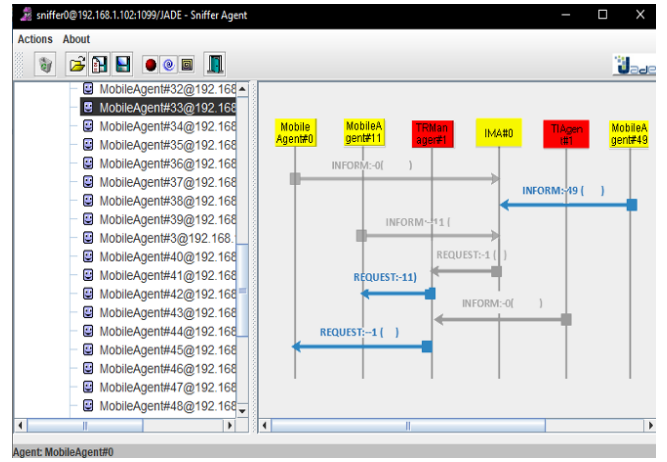 sniffer0@192.168.1.102:1099/JADE - Sniffer Agent
Actions About
Jade
MobileAgent#32@192.168
MobileAgent#33@192.168
MobileAgent#34@192.168
MobileAgent#35@192.168
MobileAgent#36@192.168
MobileAgent#37@192.168
MobileAgent#38@192.168
MobileAgent#39@192.168
MobileAgent#3@192.168.
MobileAgent#40@192.168
MobileAgent#41@192.168
MobileAgent#42@192.168
MobileAgent#43@192.168
MobileAgent#44@192.168
MobileAgent#45@192.168
MobileAgent#46@192.168
MobileAgent#47@192.168
MobileAgent#48@192.168
Mobile
Agent#0
MobileA
gent#11
TRMan
ager#1
IMA#0
TIAgen
t#1
MobileA
gent#49
INFORM:-0( )
INFORM:-49 ( )
INFORM:-11 (
REQUEST:-1 ( )
REQUEST:-11)
INFORM:-0( )
REQUEST:--1 ( )
Agent: MobileAgent#0